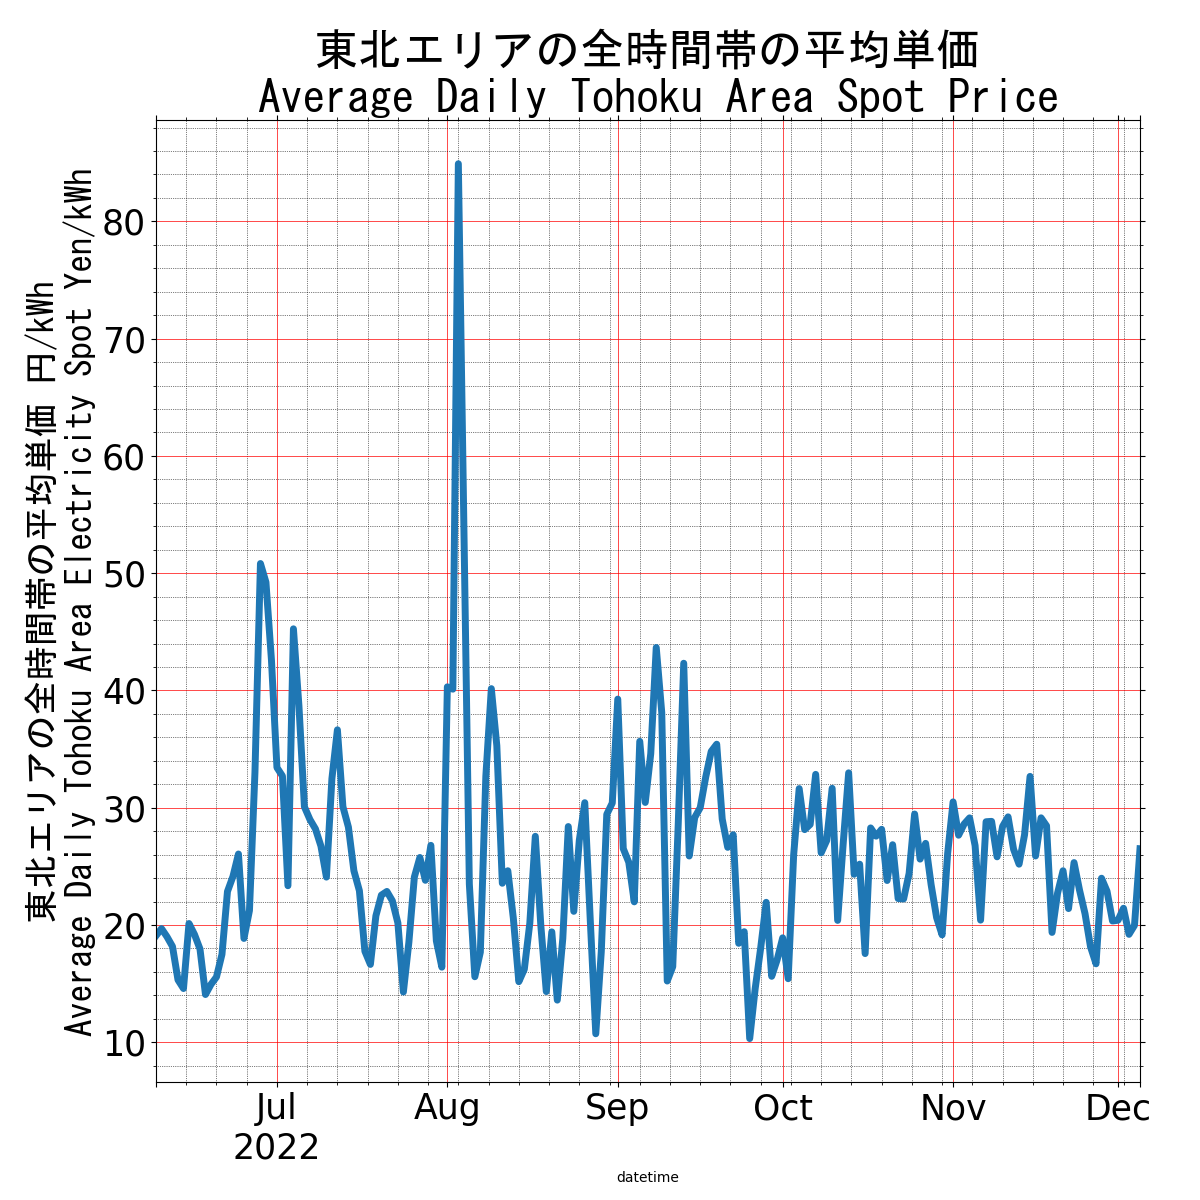 東北エリアの全時間帯の平均単価
Average Daily Tohoku Area Spot Price
東北エリアの全時間帯の平均単価 円/kWh
Average Daily Tohoku Area Electricity Spot Yen/kWh
80
70
60
50
40
30
20
10
Jul
2022
Aug
Sep
Oct
Nov
Dec
datetime